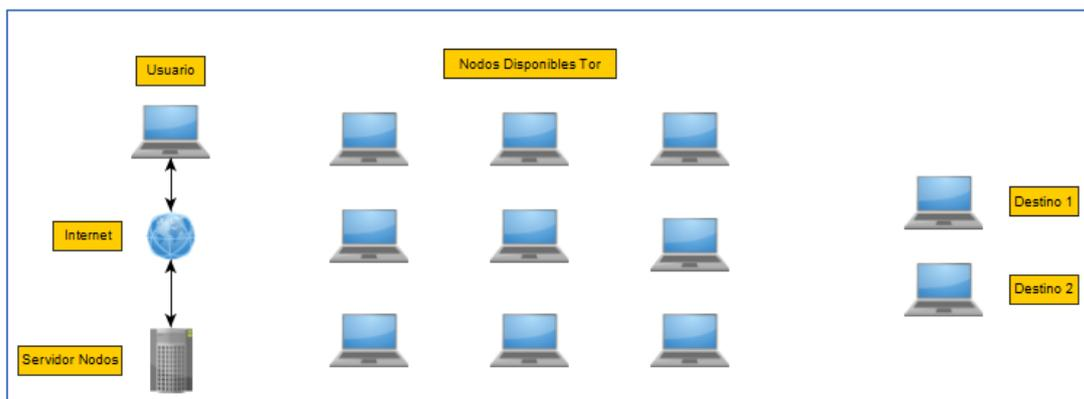 Usuario
Nodos Disponibles Tor
Internet
Servidor Nodos
Destino 1
Destino 2